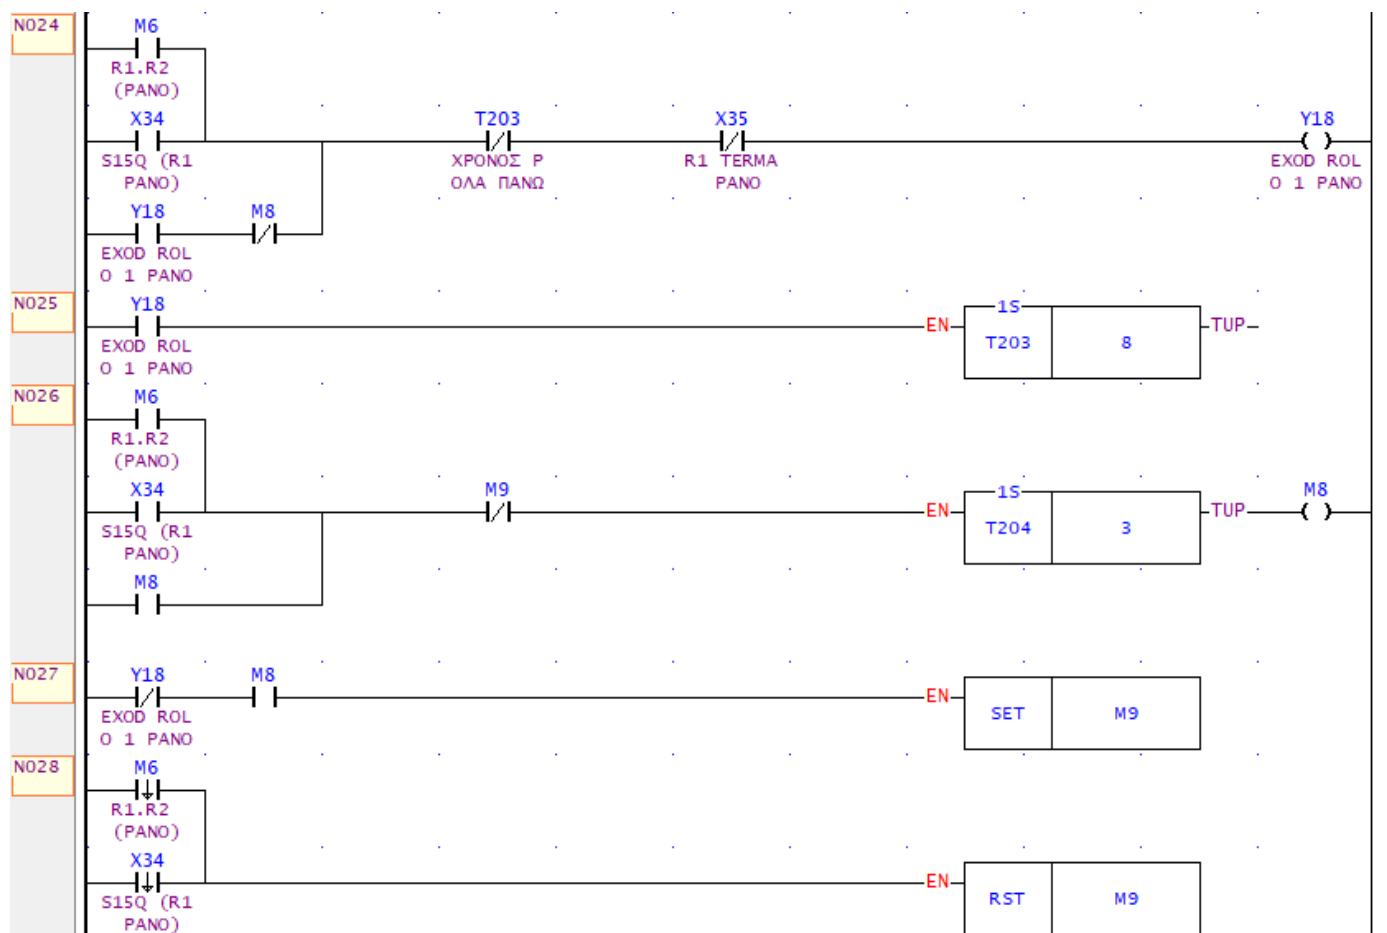 N024
M6
R1.R2
(PANO)
X34
T203
X35
Y18
S15Q (R1
PANO)
ΧΡΟΝΟΣ Ρ
ΟΛΑ ΠΑΝΩ
R1 TERMA
PANO
EXOD ROL
O 1 PANO
Y18
M8
EXOD ROL
O 1 PANO
N025
Y18
1S
EN
T203
8
TUP
EXOD ROL
O 1 PANO
N026
M6
R1.R2
(PANO)
X34
M9
1S
M8
EN
T204
3
TUP
S15Q (R1
PANO)
M8
N027
Y18
M8
EN
SET
M9
EXOD ROL
O 1 PANO
N028
M6
R1.R2
(PANO)
X34
EN
RST
M9
S15Q (R1
PANO)